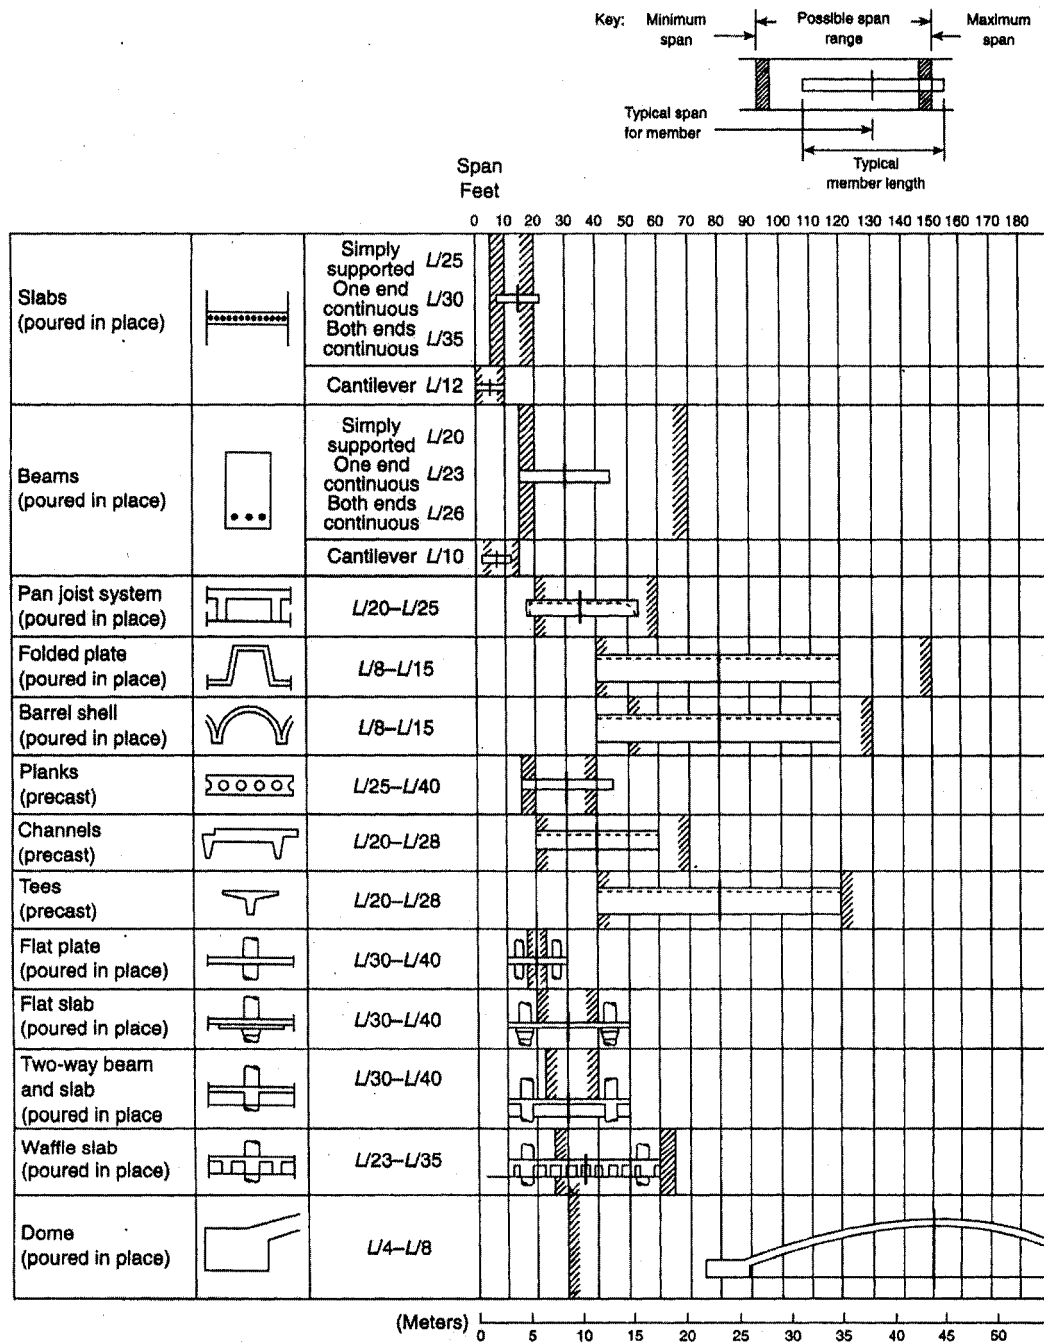 Key: Minimum span
Possible span range
Maximum span
Typical span for member
Typical member length
Span
Feet
0 10 20 30 40 50 60 70 80 90 100 110 120 130 140 150 160 170 180
Slabs
(poured in place)
Simply supported L/25
One end continuous L/30
Both ends continuous L/35
Cantilever L/12
Beams
(poured in place)
Simply supported L/20
One end continuous L/23
Both ends continuous L/26
Cantilever L/10
Pan joist system
(poured in place)
L/20–L/25
Folded plate
(poured in place)
L/8–L/15
Barrel shell
(poured in place)
L/8–L/15
Planks
(precast)
L/25–L/40
Channels
(precast)
L/20–L/28
Tees
(precast)
L/20–L/28
Flat plate
(poured in place)
L/30–L/40
Flat slab
(poured in place)
L/30–L/40
Two-way beam
and slab
(poured in place
L/30–L/40
Waffle slab
(poured in place)
L/23–L/35
Dome
(poured in place)
L/4–L/8
(Meters)
0 5 10 15 20 25 30 35 40 45 50